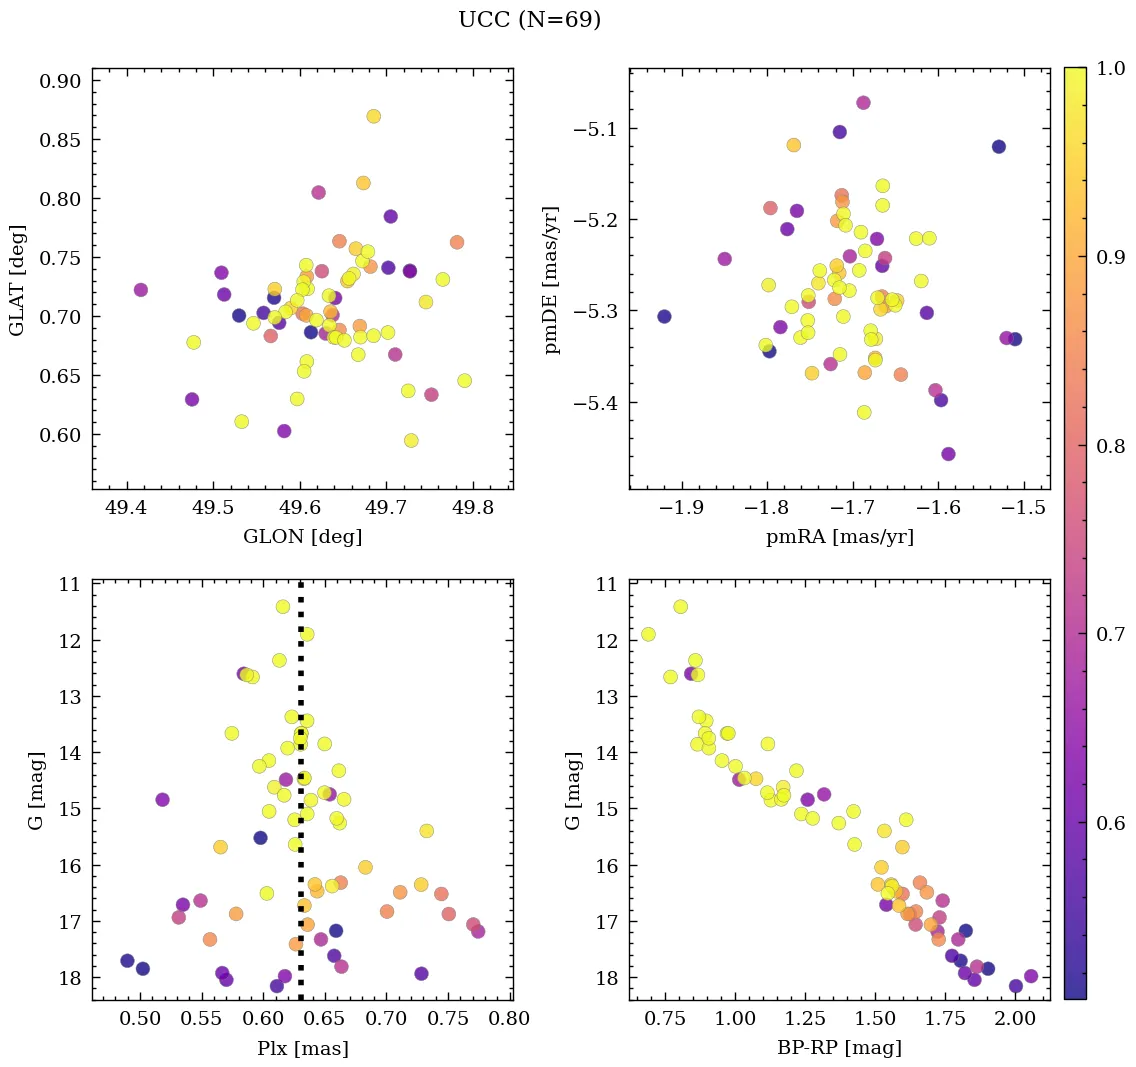 UCC (N=69)
0.90
0.85
0.80
0.75
0.70
0.65
0.60
GLAT [deg]
49.4 49.5 49.6 49.7 49.8
GLON [deg]
−5.1
−5.2
−5.3
−5.4
pmDE [mas/yr]
−1.9 −1.8 −1.7 −1.6 −1.5
pmRA [mas/yr]
11
12
13
14
15
16
17
18
G [mag]
0.50 0.55 0.60 0.65 0.70 0.75 0.80
Plx [mas]
11
12
13
14
15
16
17
18
G [mag]
0.75 1.00 1.25 1.50 1.75 2.00
BP-RP [mag]
1.0
0.9
0.8
0.7
0.6